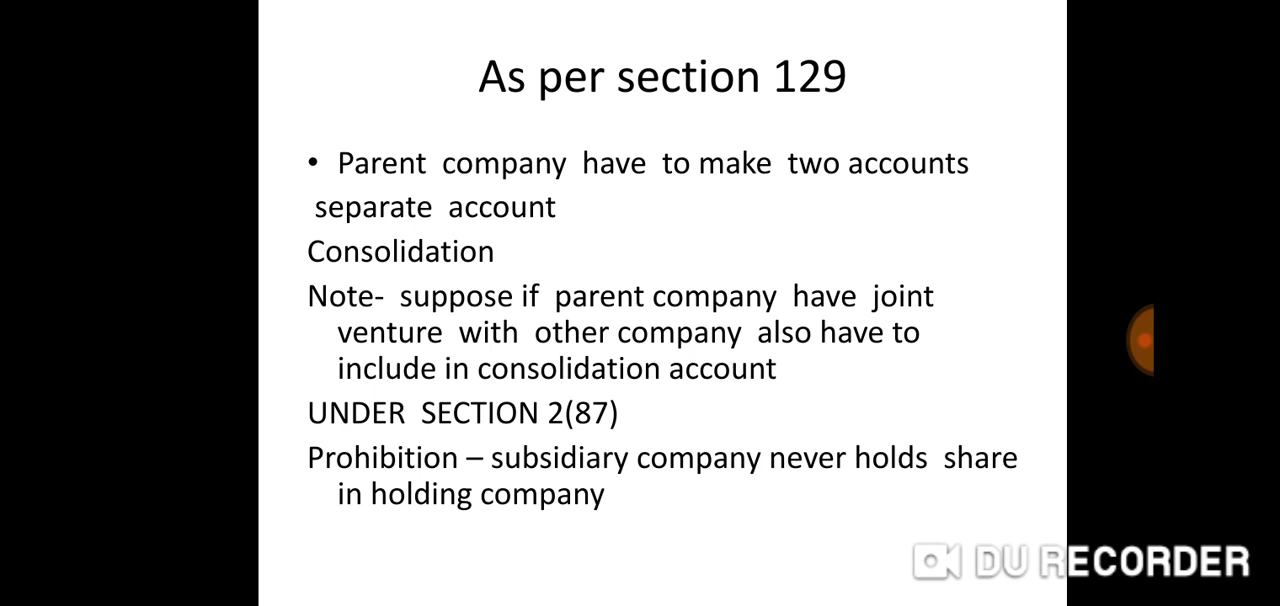 As per section 129
• Parent company have to make two accounts
separate account
Consolidation
Note- suppose if parent company have joint
venture with other company also have to
include in consolidation account
UNDER SECTION 2(87)
Prohibition – subsidiary company never holds share
in holding company
DU RECORDER